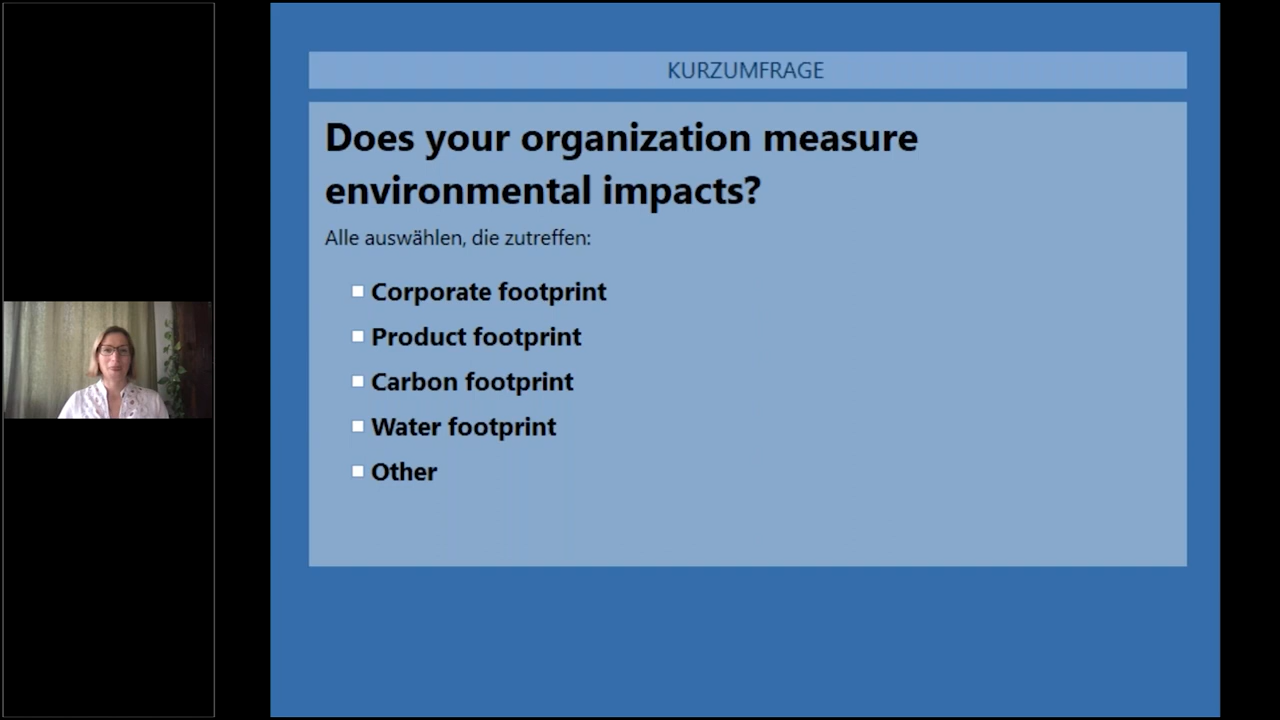 KURZUMFRAGE
Does your organization measure
environmental impacts?
Alle auswählen, die zutreffen:
Corporate footprint
Product footprint
Carbon footprint
Water footprint
Other